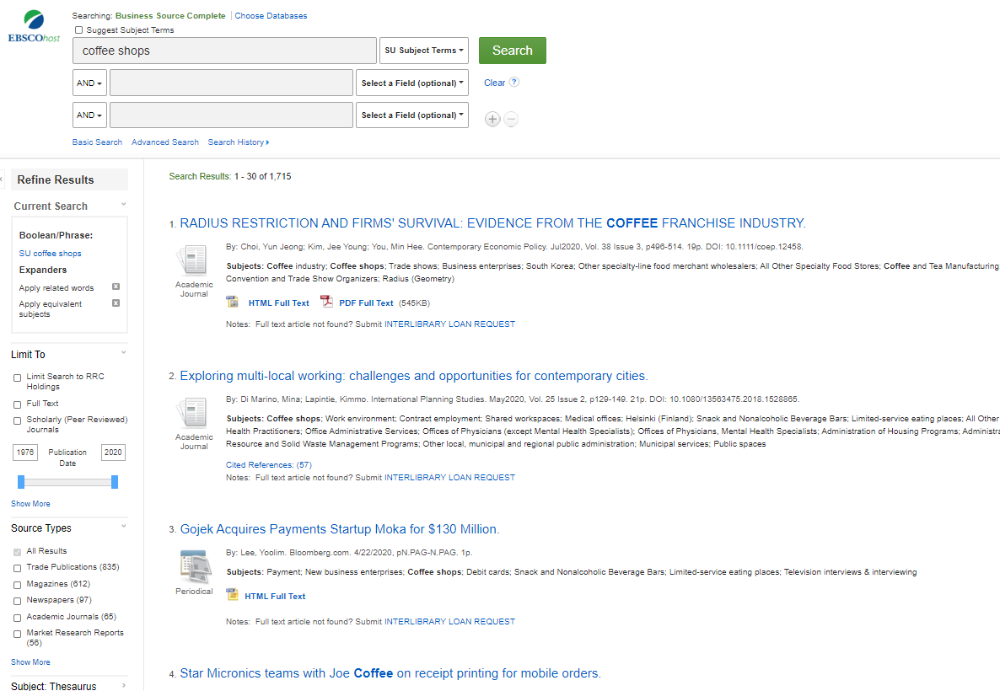 EBSCOhost
Searching: Business Source Complete | Choose Databases
Suggest Subject Terms
coffee shops
SU Subject Terms
Search
AND
Select a Field (optional)
Clear ?
AND
Select a Field (optional)
Basic Search Advanced Search Search History
Refine Results
Current Search
Boolean/Phrase:
SU coffee shops
Expanders
Apply related words
Apply equivalent
subjects
Limit To
Limit Search to RRC
Holdings
Full Text
Scholarly (Peer Reviewed)
Journals
1976 Publication 2020
Date
Show More
Source Types
All Results
Trade Publications (835)
Magazines (612)
Newspapers (97)
Academic Journals (65)
Market Research Reports
(56)
Show More
Subject: Thesaurus
Search Results: 1 - 30 of 1,715
1. RADIUS RESTRICTION AND FIRMS' SURVIVAL: EVIDENCE FROM THE COFFEE FRANCHISE INDUSTRY.
Academic
Journal
By: Choi, Yun Jeong; Kim, Jee Young; You, Min Hee. Contemporary Economic Policy. Jul2020, Vol. 38 Issue 3, p496-514. 19p. DOI: 10.1111/coep.12458.
Subjects: Coffee industry; Coffee shops; Trade shows; Business enterprises; South Korea; Other specialty-line food merchant wholesalers; All Other Specialty Food Stores; Coffee and Tea Manufacturing
Convention and Trade Show Organizers; Radius (Geometry)
HTML Full Text PDF Full Text (545KB)
Notes: Full text article not found? Submit INTERLIBRARY LOAN REQUEST
2. Exploring multi-local working: challenges and opportunities for contemporary cities.
Academic
Journal
By: Di Marino, Mina; Lapintie, Kimmo. International Planning Studies. May2020, Vol. 25 Issue 2, p129-149. 21p. DOI: 10.1080/13563475.2018.1528865.
Subjects: Coffee shops; Work environment; Contract employment; Shared workspaces; Medical offices; Helsinki (Finland); Snack and Nonalcoholic Beverage Bars; Limited-service eating places; All Other
Health Practitioners; Office Administrative Services; Offices of Physicians (except Mental Health Specialists); Offices of Physicians, Mental Health Specialists; Administration of Housing Programs; Administra
Resource and Solid Waste Management Programs; Other local, municipal and regional public administration; Municipal services; Public spaces
Cited References: (57)
Notes: Full text article not found? Submit INTERLIBRARY LOAN REQUEST
3. Gojek Acquires Payments Startup Moka for $130 Million.
Periodical
By: Lee, Yoolim. Bloomberg.com. 4/22/2020, pN.PAG-N.PAG. 1p.
Subjects: Payment; New business enterprises; Coffee shops; Debit cards; Snack and Nonalcoholic Beverage Bars; Limited-service eating places; Television interviews & interviewing
HTML Full Text
Notes: Full text article not found? Submit INTERLIBRARY LOAN REQUEST
4. Star Micronics teams with Joe Coffee on receipt printing for mobile orders.